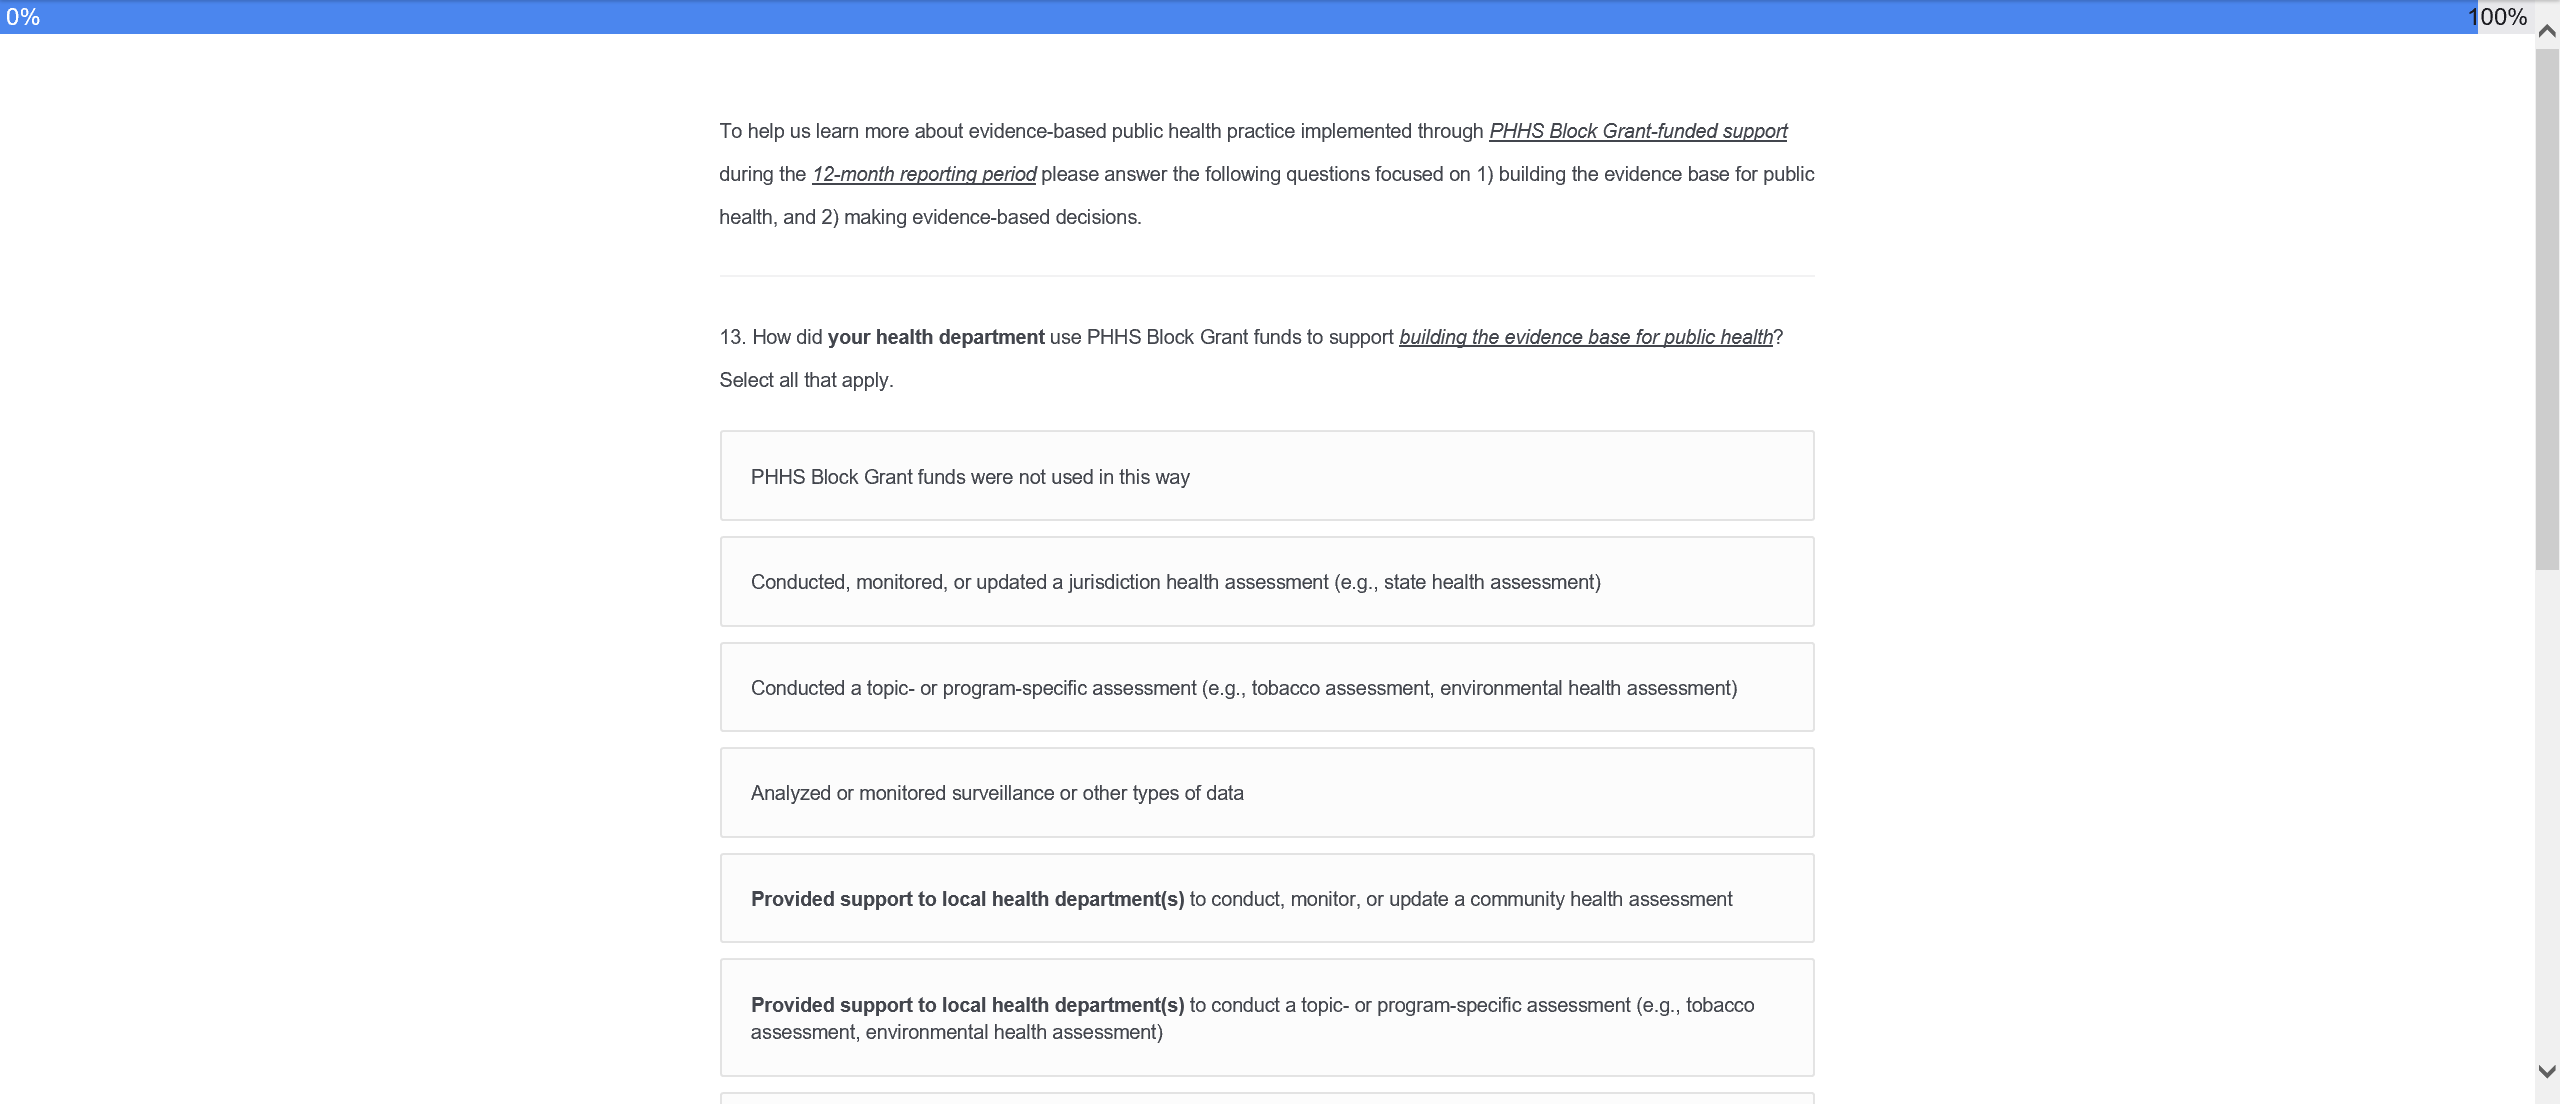 0%
100%
To help us learn more about evidence-based public health practice implemented through PHHS Block Grant-funded support
during the 12-month reporting period please answer the following questions focused on 1) building the evidence base for public
health, and 2) making evidence-based decisions.
13. How did your health department use PHHS Block Grant funds to support building the evidence base for public health?
Select all that apply.
PHHS Block Grant funds were not used in this way
Conducted, monitored, or updated a jurisdiction health assessment (e.g., state health assessment)
Conducted a topic- or program-specific assessment (e.g., tobacco assessment, environmental health assessment)
Analyzed or monitored surveillance or other types of data
Provided support to local health department(s) to conduct, monitor, or update a community health assessment
Provided support to local health department(s) to conduct a topic- or program-specific assessment (e.g., tobacco
assessment, environmental health assessment)